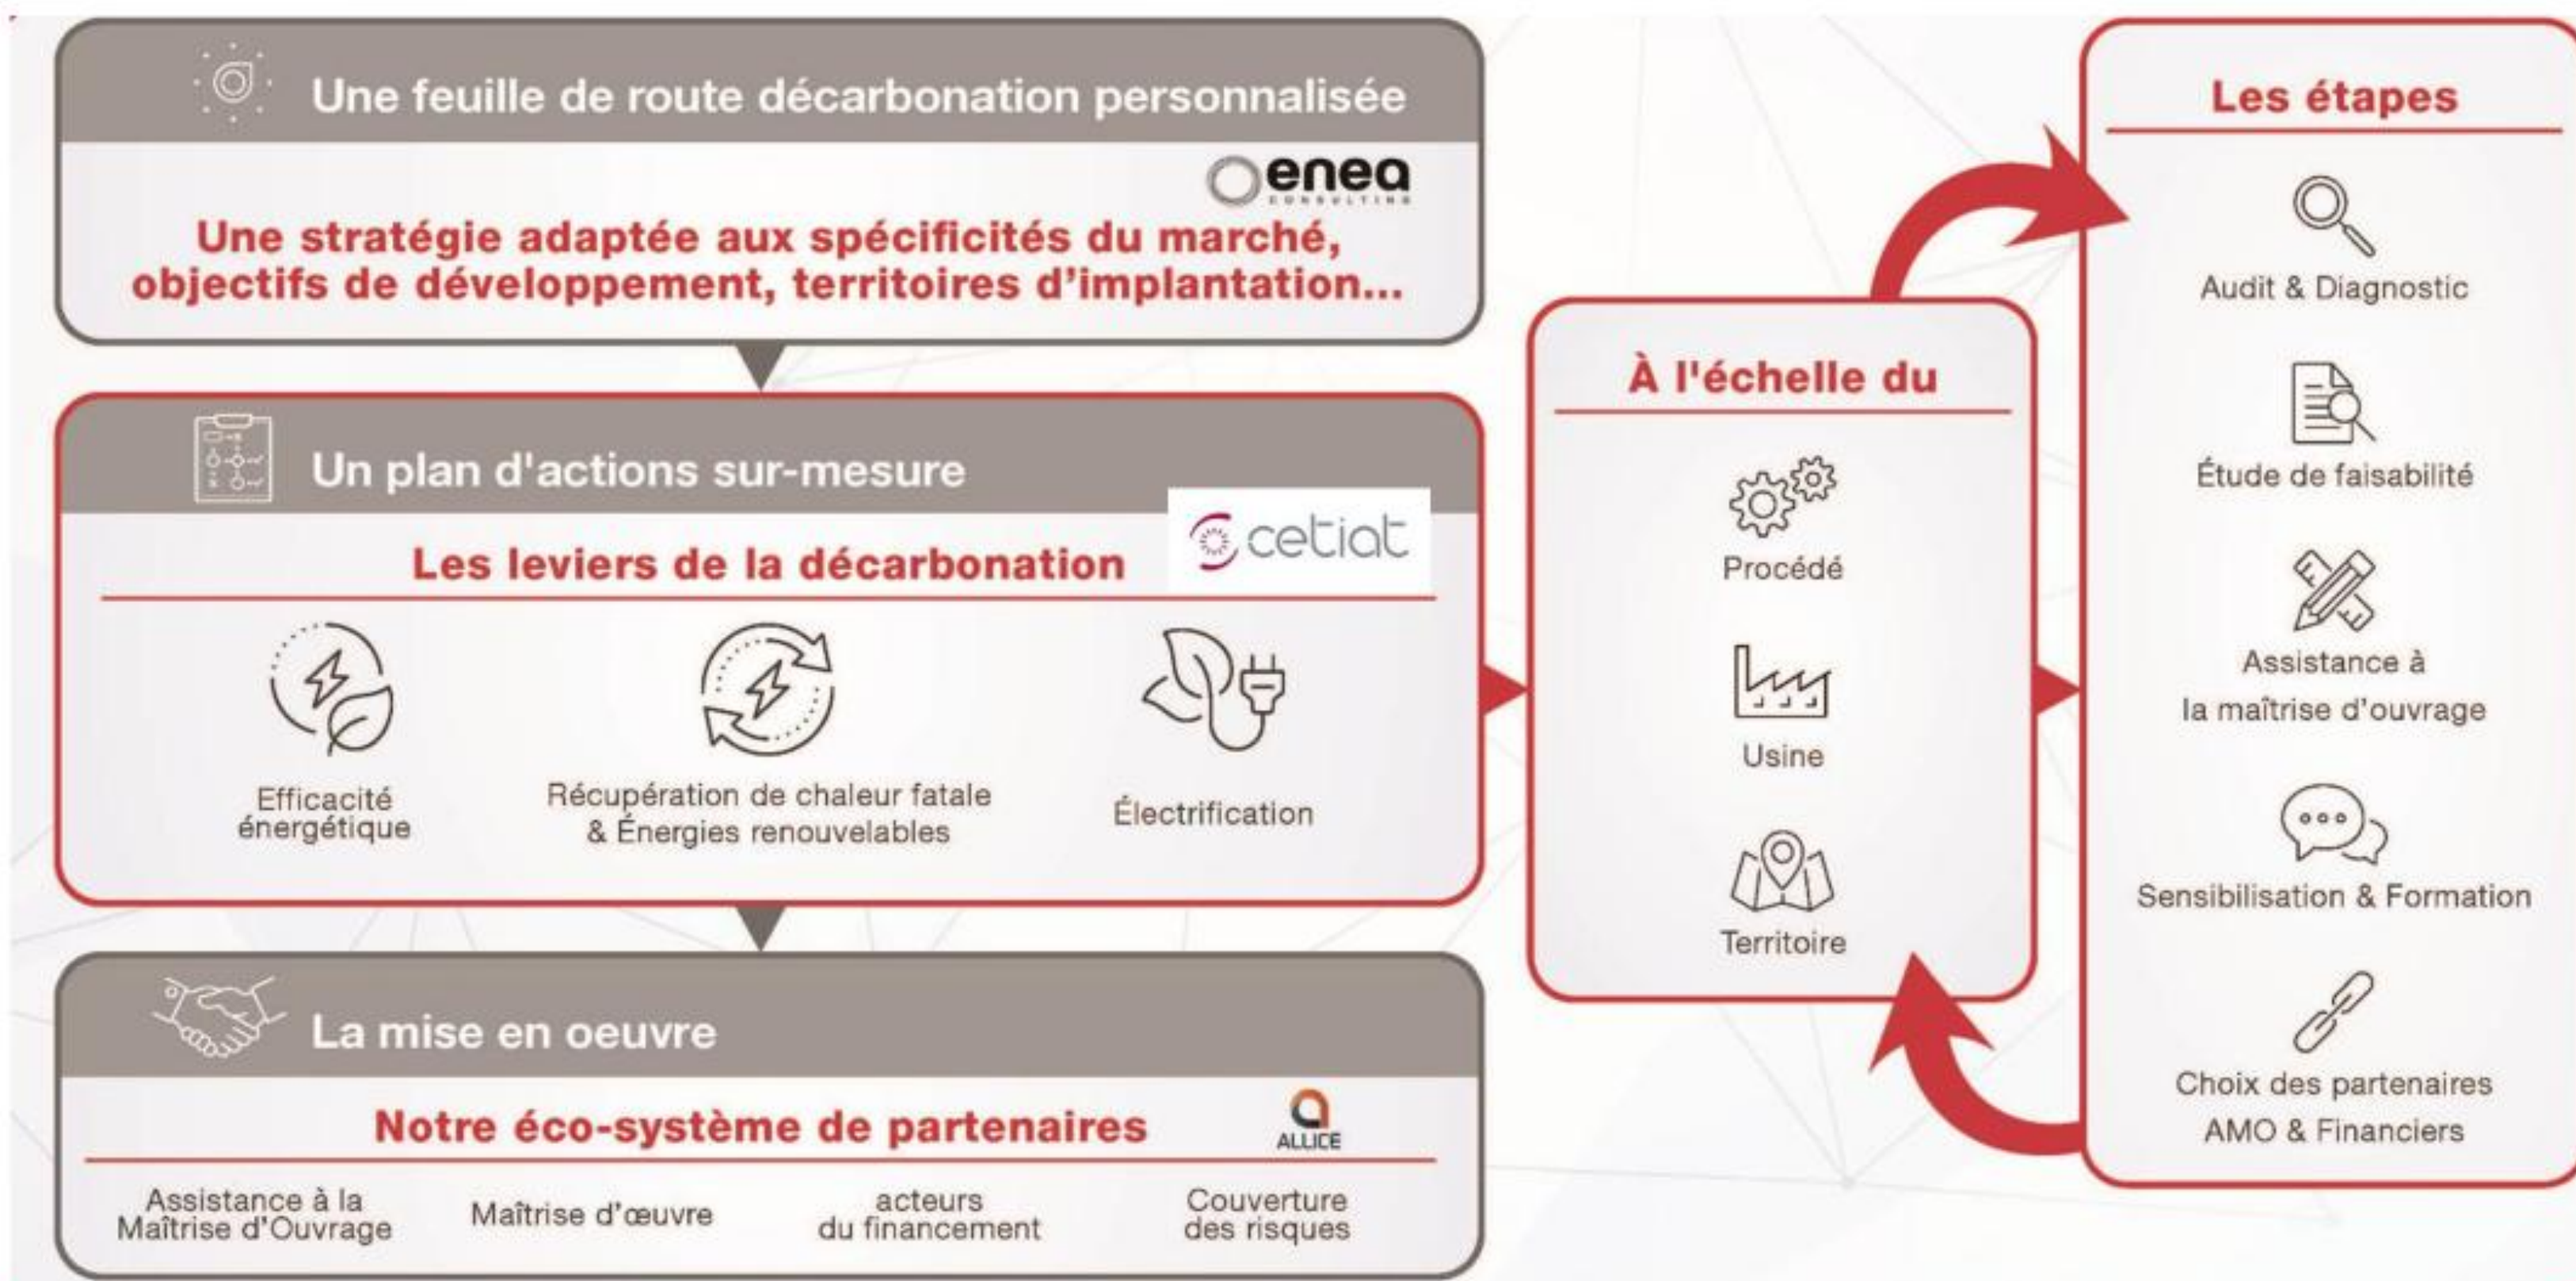 Une feuille de route décarbonation personnalisée
enea
CONSULTING
Une stratégie adaptée aux spécificités du marché,
objectifs de développement, territoires d'implantation...
Un plan d'actions sur-mesure
cetiat
Les leviers de la décarbonation
Efficacité
énergétique
Récupération de chaleur fatale
& Énergies renouvelables
Électrification
La mise en oeuvre
Notre éco-système de partenaires
ALLICE
Assistance à la
Maîtrise d'Ouvrage
Maîtrise d'œuvre
acteurs
du financement
Couverture
des risques
À l'échelle du
Procédé
Usine
Territoire
Les étapes
Audit & Diagnostic
Étude de faisabilité
Assistance à
la maîtrise d'ouvrage
Sensibilisation & Formation
Choix des partenaires
AMO & Financiers